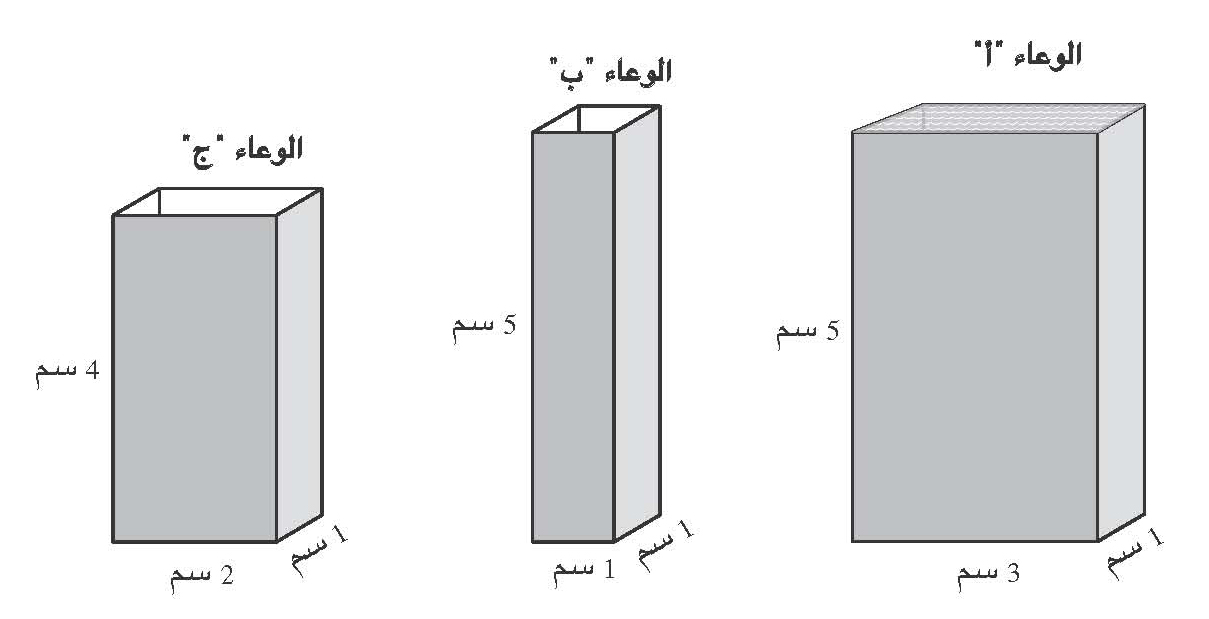 الوعاء "أ"
5 سم
3 سم
1 سم
الوعاء "ب"
5 سم
1 سم
1 سم
الوعاء "ج"
4 سم
2 سم
1 سم